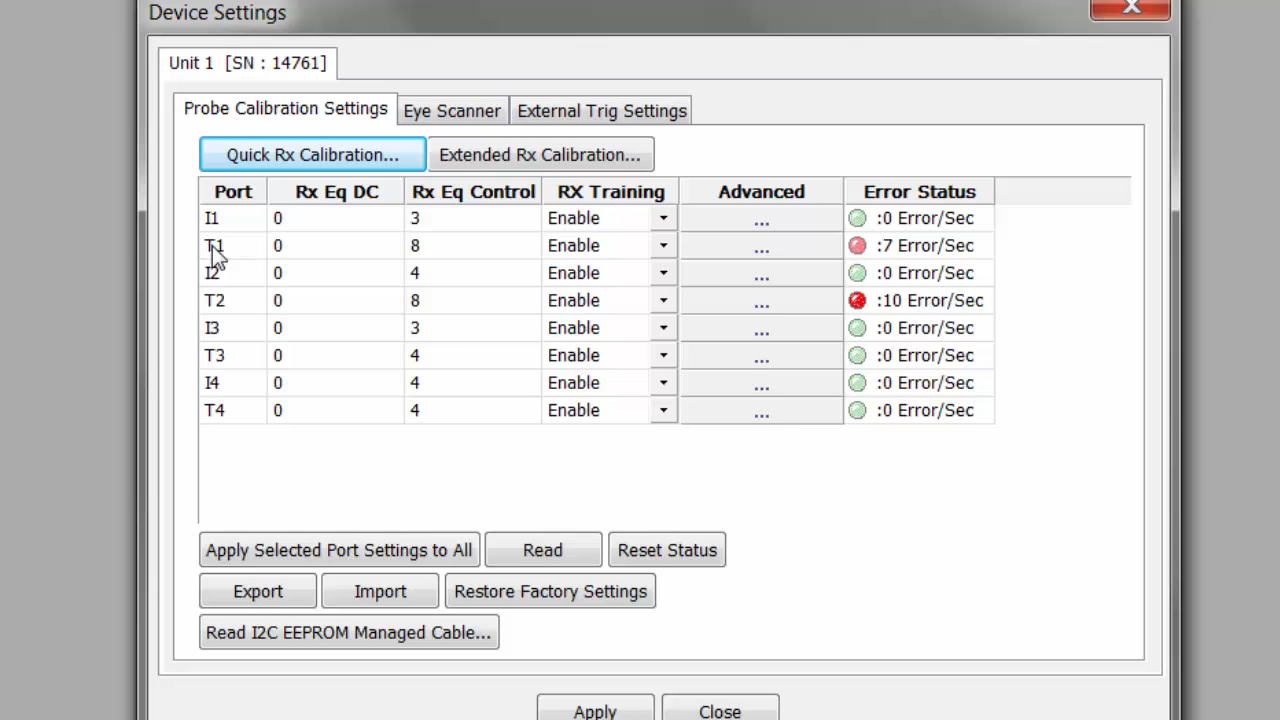 Device Settings
Unit 1 [SN : 14761]
Probe Calibration Settings Eye Scanner External Trig Settings
Quick Rx Calibration... Extended Rx Calibration...
Port Rx Eq DC Rx Eq Control RX Training Advanced Error Status
I1 0 3 Enable ... :0 Error/Sec
T1 0 8 Enable ... :7 Error/Sec
I2 0 4 Enable ... :0 Error/Sec
T2 0 8 Enable ... :10 Error/Sec
I3 0 3 Enable ... :0 Error/Sec
T3 0 4 Enable ... :0 Error/Sec
I4 0 4 Enable ... :0 Error/Sec
T4 0 4 Enable ... :0 Error/Sec
Apply Selected Port Settings to All Read Reset Status
Export Import Restore Factory Settings
Read I2C EEPROM Managed Cable...
Apply Close